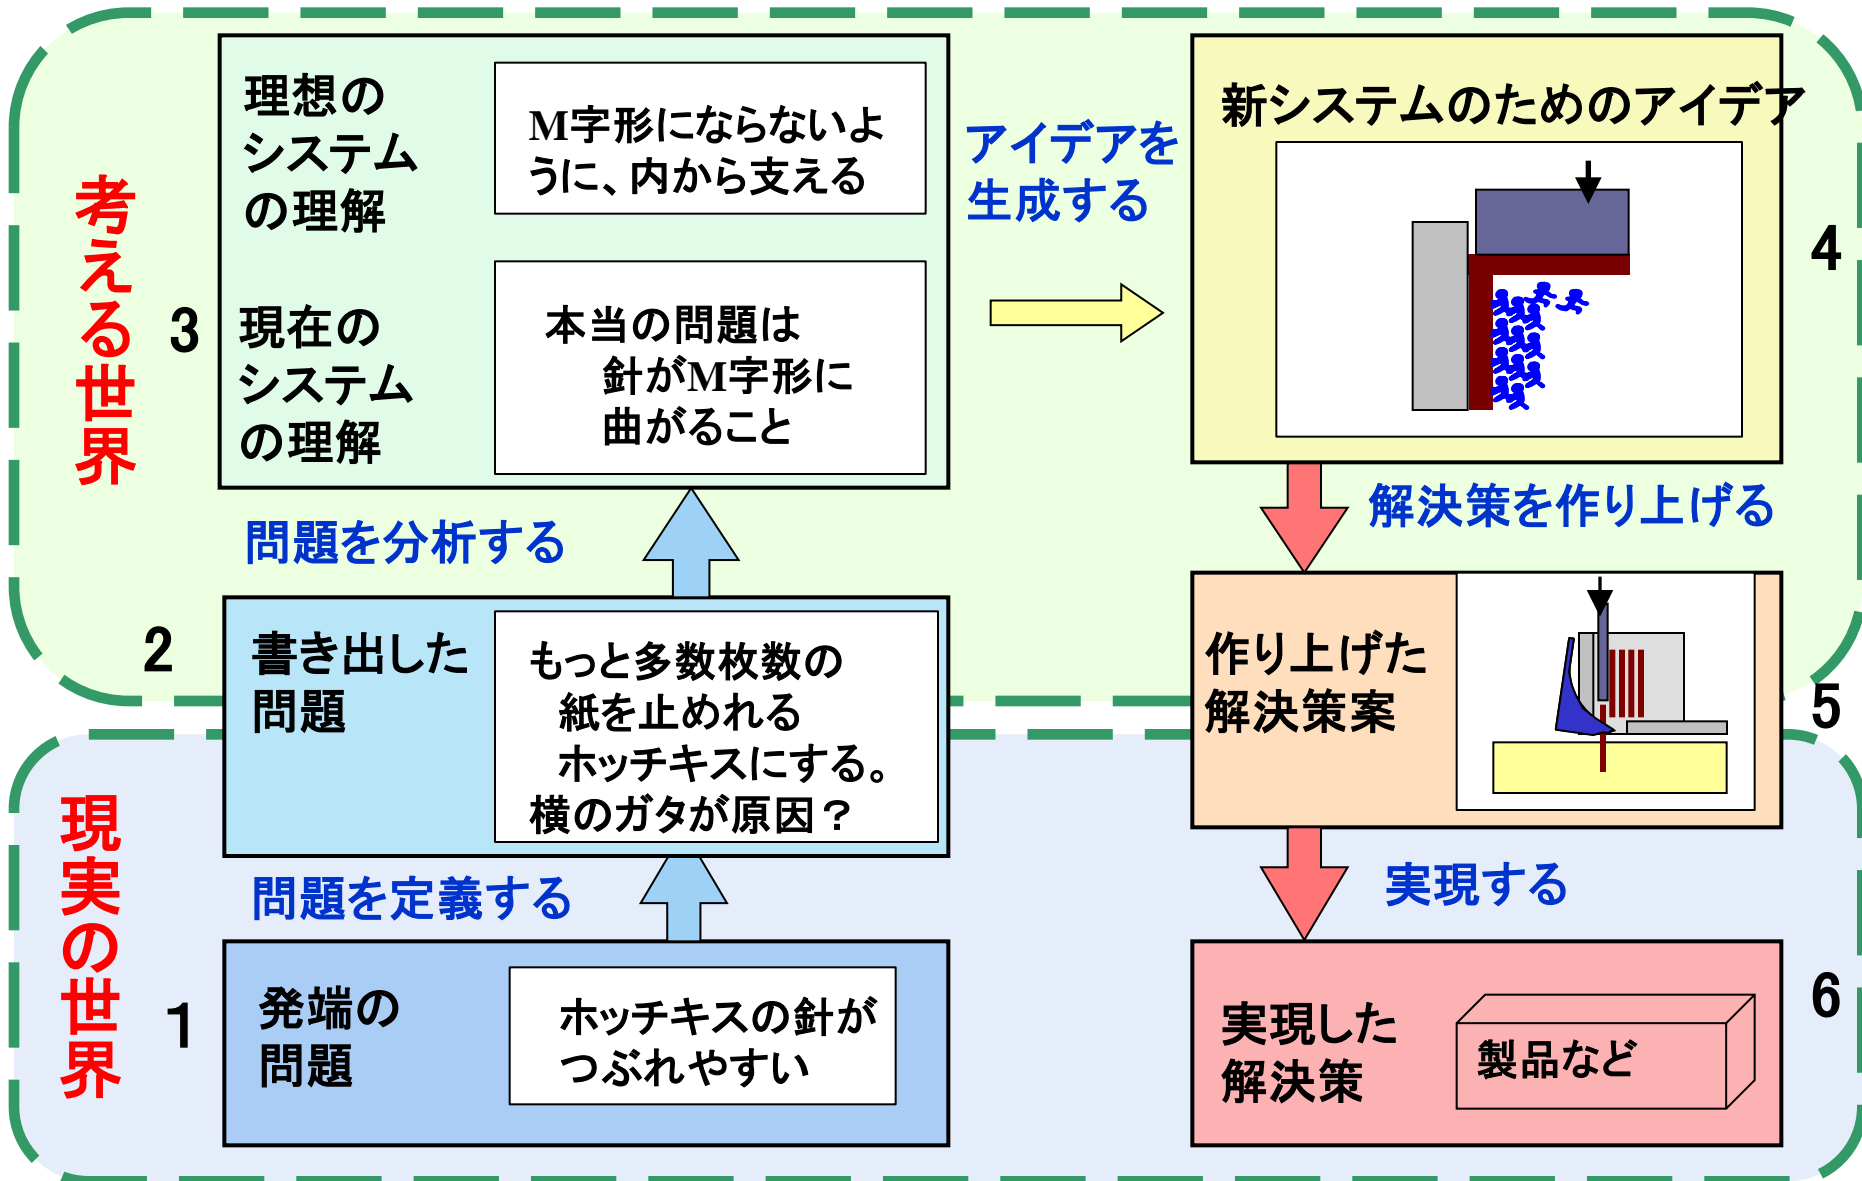 考える世界
3
理想の
システム
の理解
M字形にならないよ
うに、内から支える
現在の
システム
の理解
本当の問題は
針がM字形に
曲がること
アイデアを
生成する
新システムのためのアイデア
4
問題を分析する
解決策を作り上げる
2
書き出した
問題
もっと多数枚数の
紙を止めれる
ホッチキスにする。
横のガタが原因？
作り上げた
解決策案
5
現実の世界
問題を定義する
実現する
1
発端の
問題
ホッチキスの針が
つぶれやすい
実現した
解決策
製品など
6